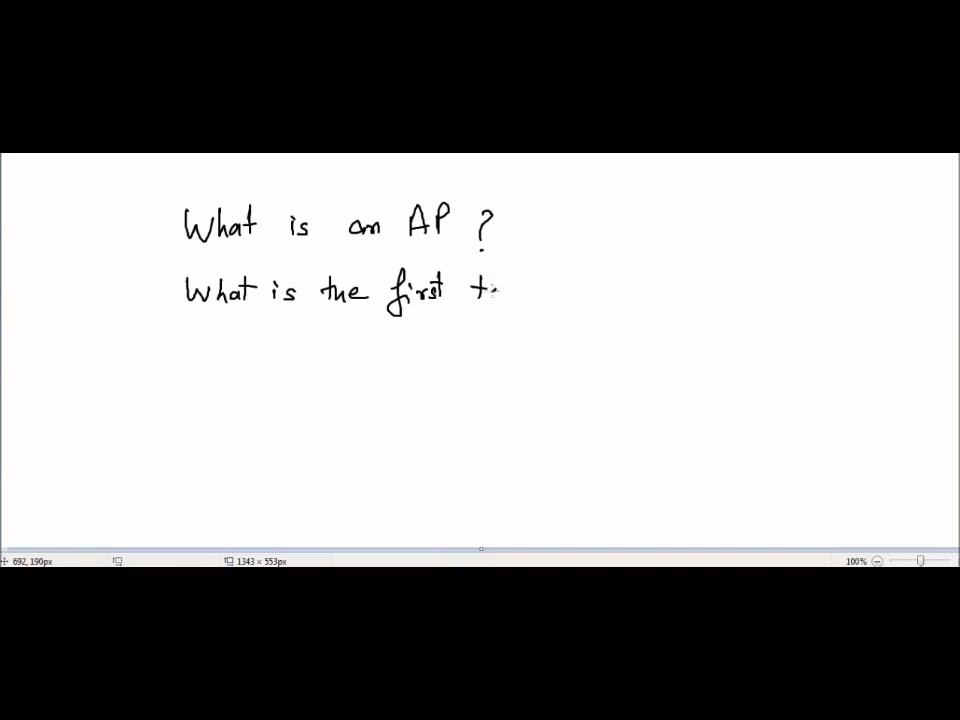 What is an AP ?
What is the first t
692, 190px 1343 × 553px 100%